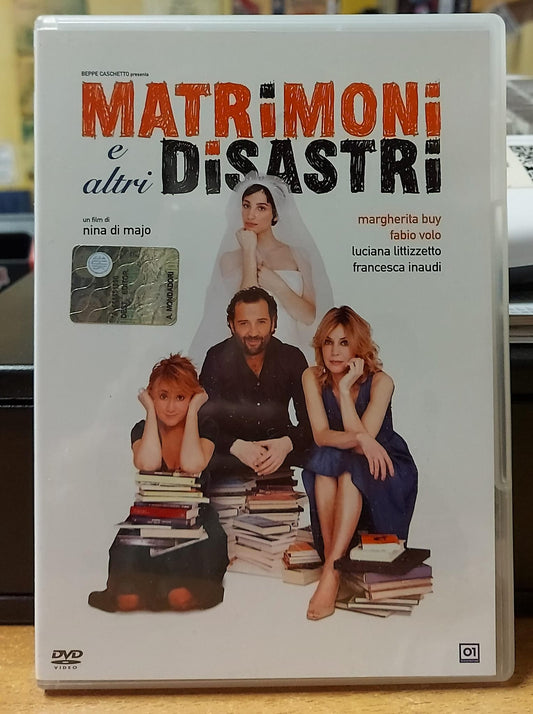 BEPPE CASCHETTO presenta
MATRiMONi
e altri DiSASTRi
un film di
nina di majo
margherita buy
fabio volo
luciana littizzetto
francesca inaudi
A. MONDADORI
DVD
VIDEO
01